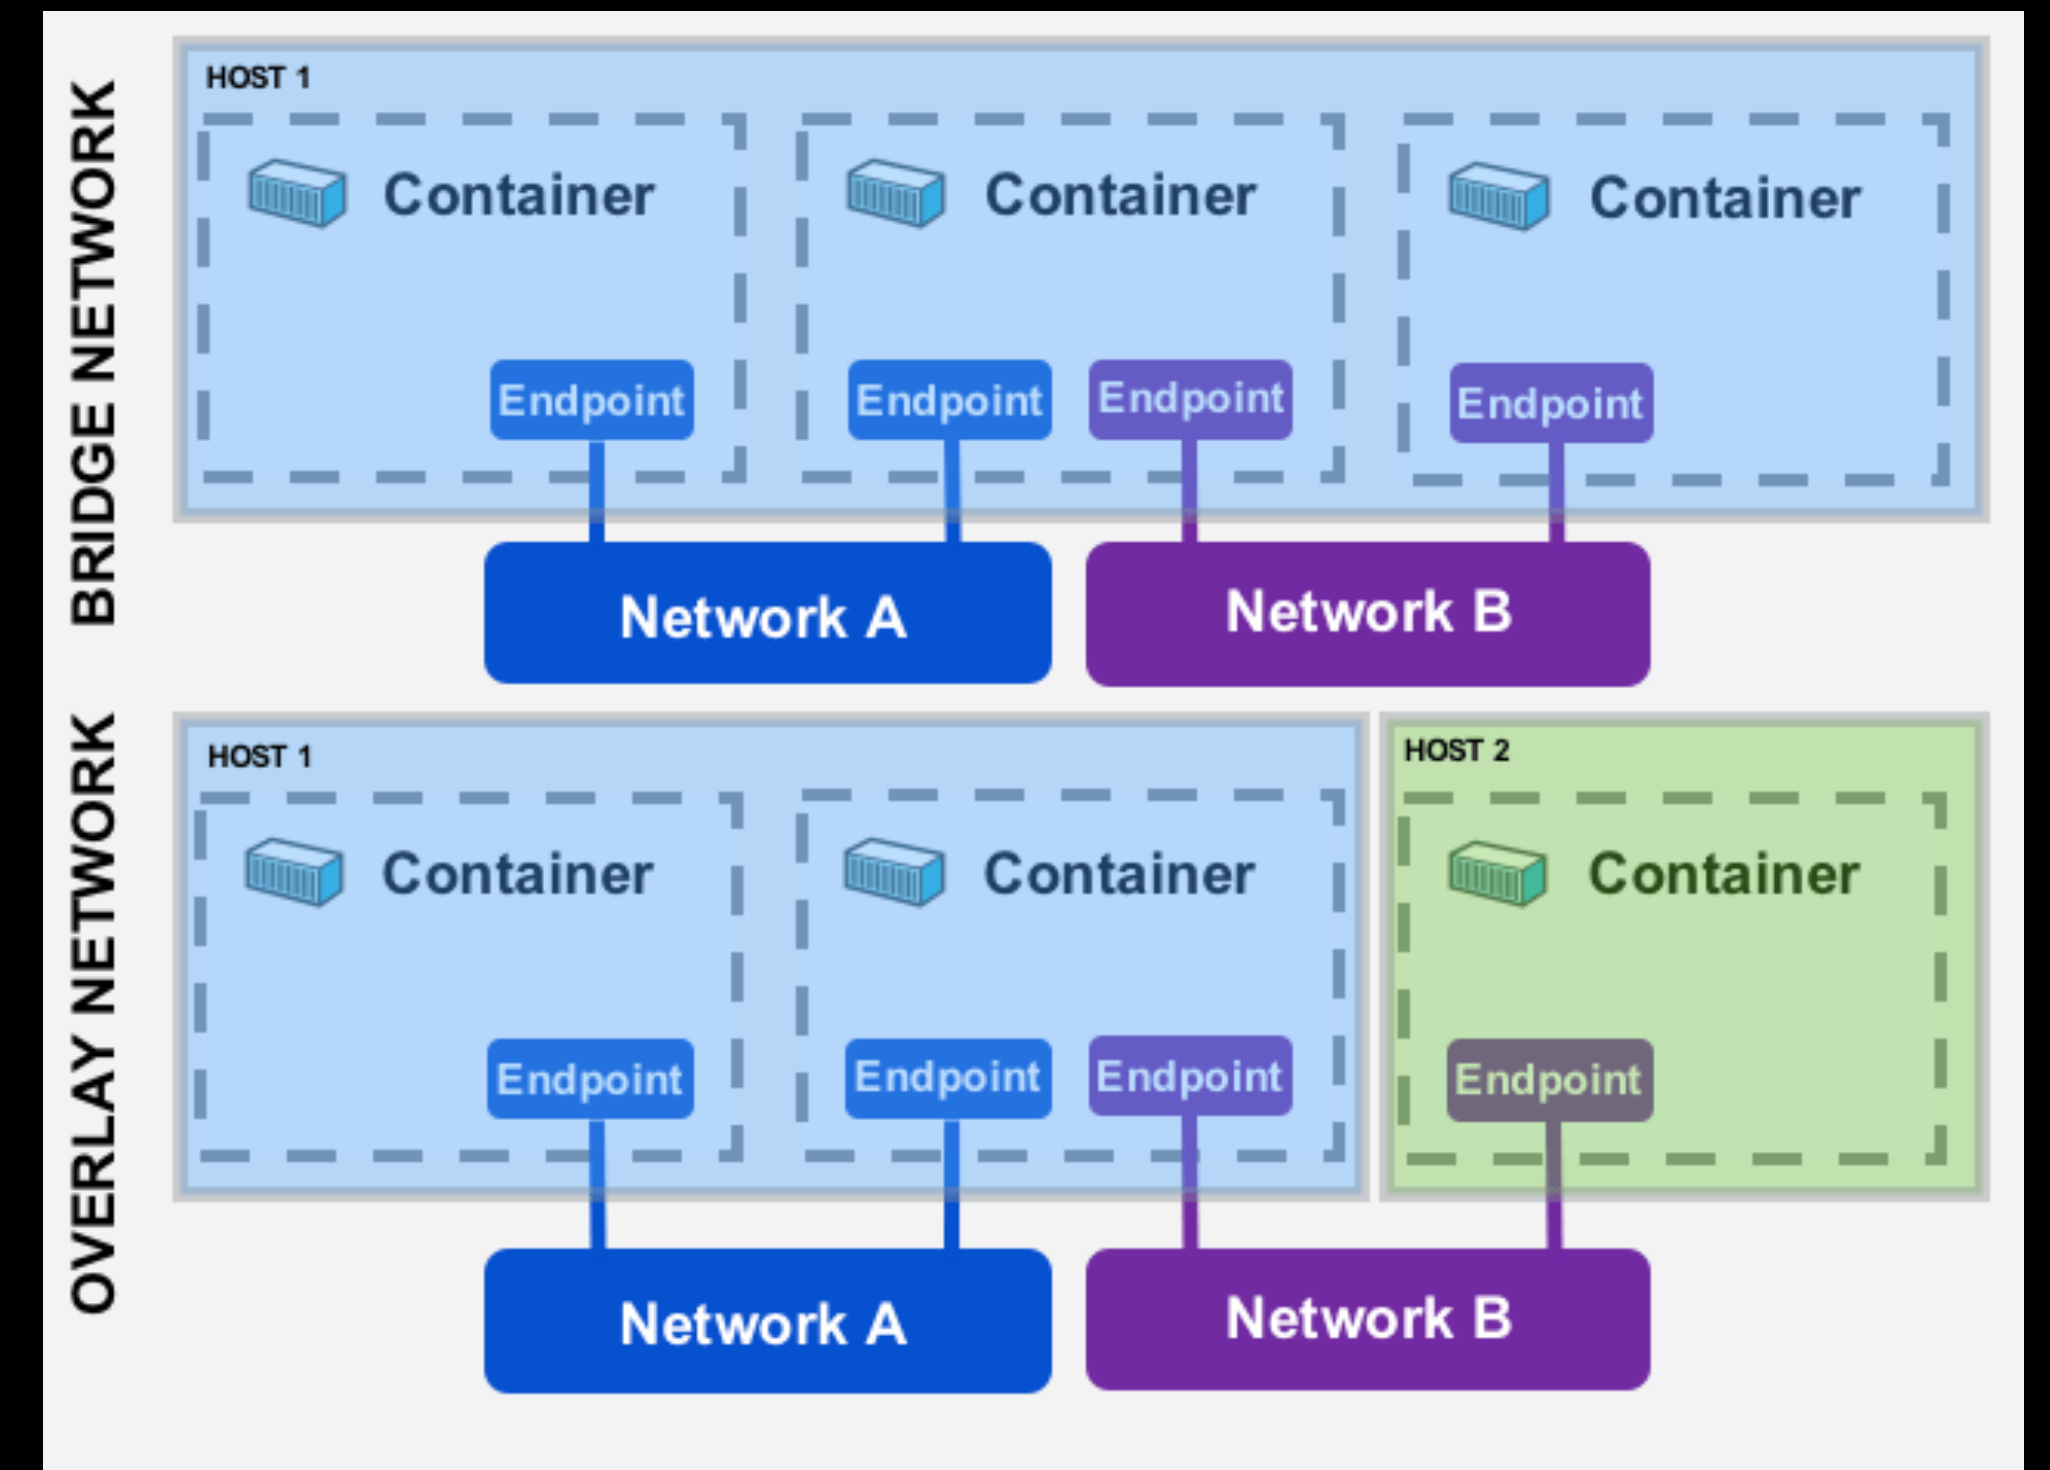 BRIDGE NETWORK
HOST 1
Container
Container
Container
Endpoint
Endpoint
Endpoint
Endpoint
Network A
Network B
OVERLAY NETWORK
HOST 1
HOST 2
Container
Container
Container
Endpoint
Endpoint
Endpoint
Endpoint
Network A
Network B